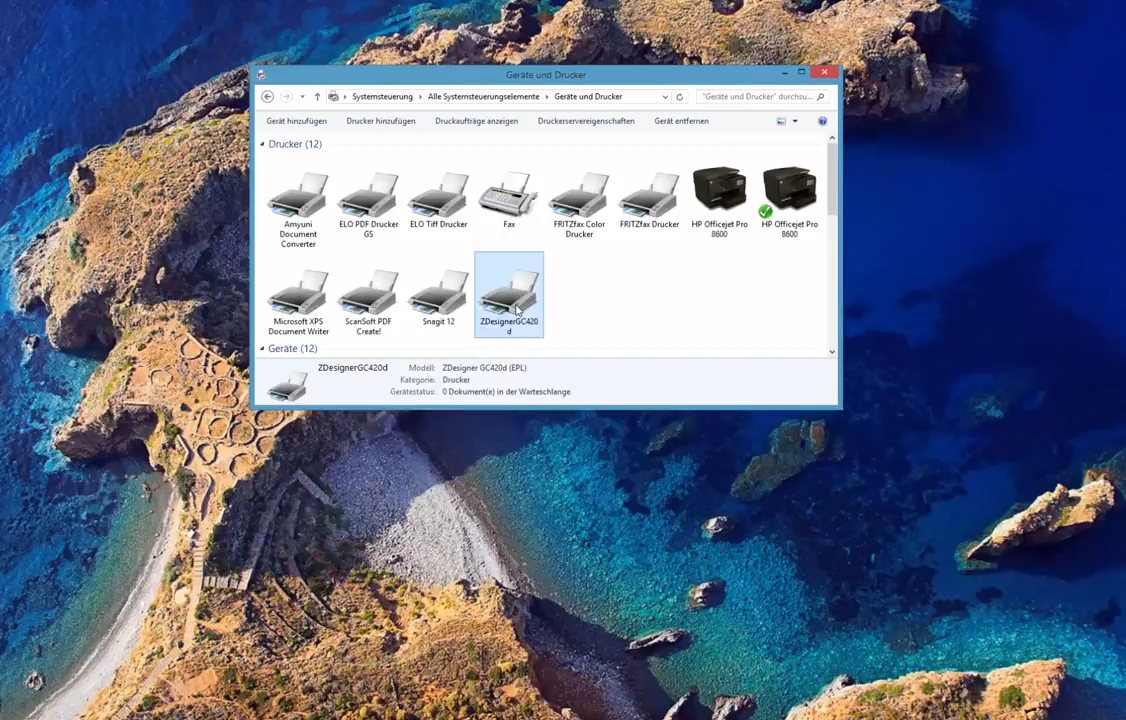 Geräte und Drucker
Systemsteuerung
Alle Systemsteuerungselemente
Geräte und Drucker
"Geräte und Drucker" durchsu...
Gerät hinzufügen
Drucker hinzufügen
Druckaufträge anzeigen
Druckerservereigenschaften
Gerät entfernen
Drucker (12)
Amyuni
Document
Converter
ELO PDF Drucker
GS
ELO Tiff Drucker
Fax
FRITZfax Color
Drucker
FRITZfax Drucker
HP Officejet Pro
8600
HP Officejet Pro
8600
Microsoft XPS
Document Writer
ScanSoft PDF
Create!
Snagit 12
ZDesignerGC420
d
Geräte (12)
ZDesignerGC420d
Modell: ZDesigner GC420d (EPL)
Kategorie: Drucker
Gerätestatus: 0 Dokument(e) in der Warteschlange